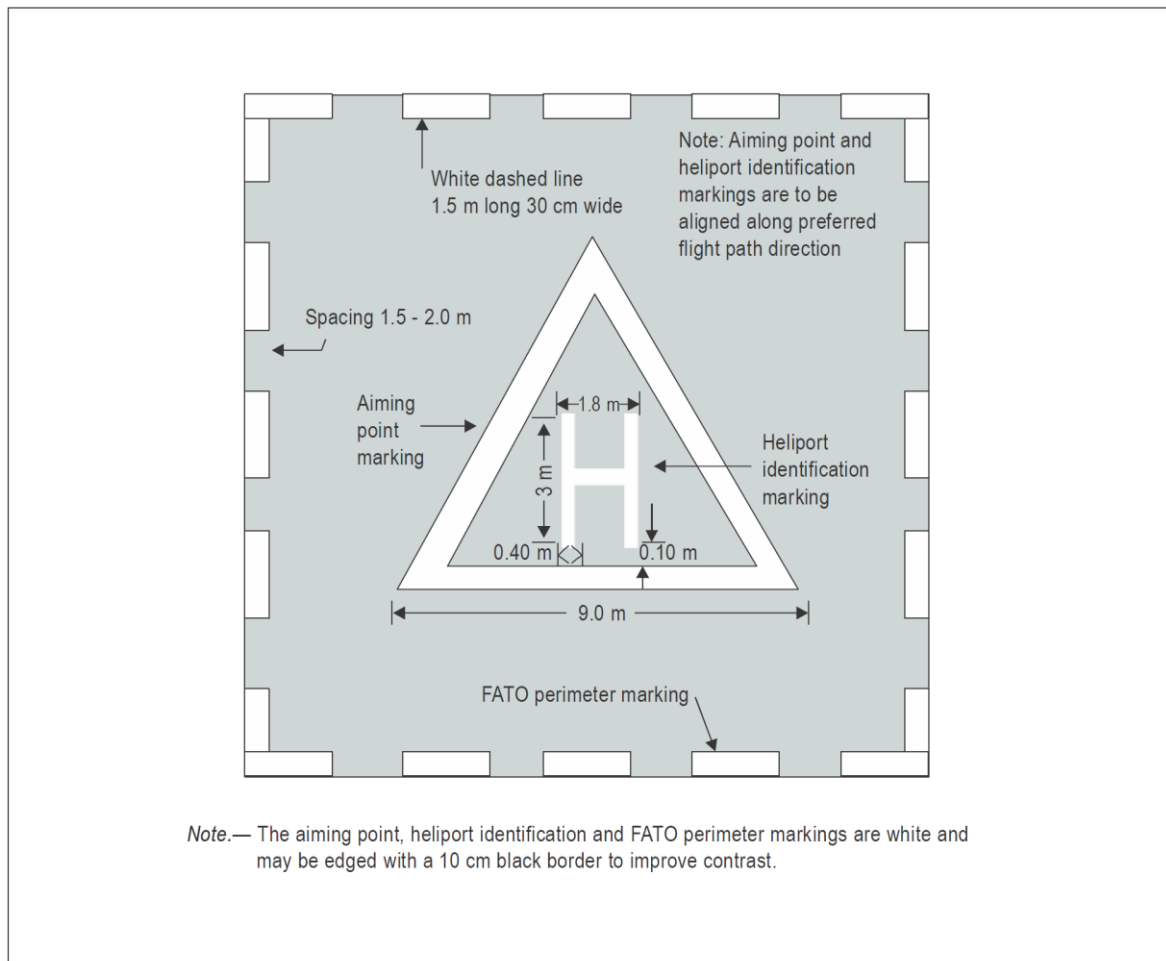 Note: Aiming point and
heliport identification
markings are to be
aligned along preferred
flight path direction
White dashed line
1.5 m long 30 cm wide
Spacing 1.5 - 2.0 m
Aiming
point
marking
1.8 m
3 m
Heliport
identification
marking
0.40 m
0.10 m
9.0 m
FATO perimeter marking
H
Note.— The aiming point, heliport identification and FATO perimeter markings are white and
may be edged with a 10 cm black border to improve contrast.